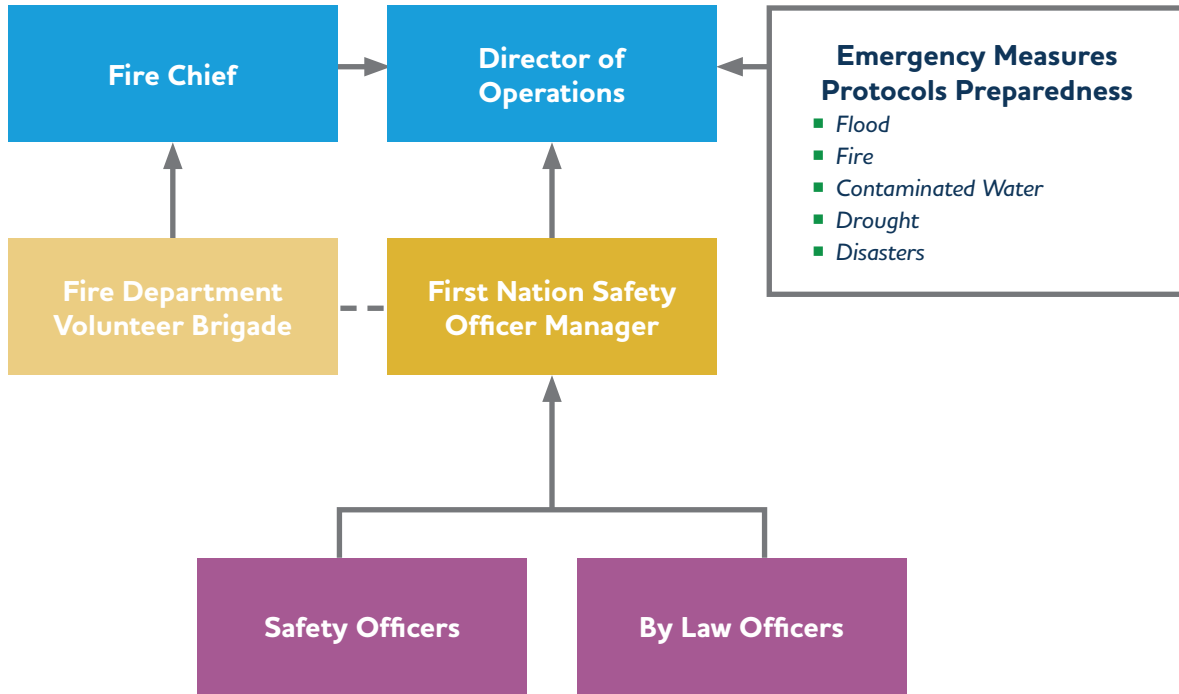 Fire Chief
Director of
Operations
Emergency Measures
Protocols Preparedness
Flood
Fire
Contaminated Water
Drought
Disasters
Fire Department
Volunteer Brigade
First Nation Safety
Officer Manager
Safety Officers
By Law Officers